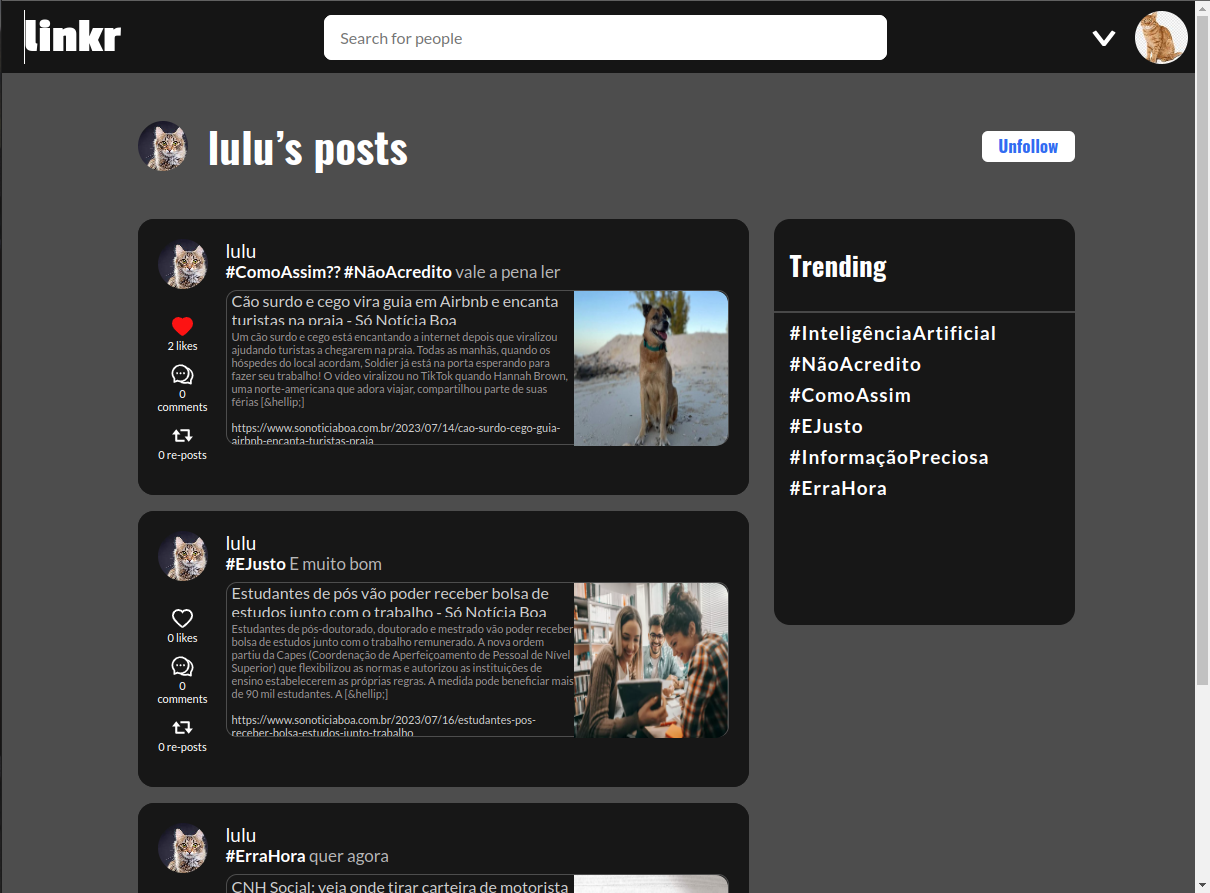 linkr
Search for people
lulu's posts
Unfollow
lulu
#ComoAssim?? #NãoAcredito vale a pena ler
Cão surdo e cego vira guia em Airbnb e encanta
turistas na praia - Só Notícia Boa
Um cão surdo e cego está encantando a internet depois que viralizou
ajudando turistas a chegarem na praia. Todas as manhãs, quando os
hóspedes do local acordam, Soldier já está na porta esperando para
fazer seu trabalho! O vídeo viralizou no TikTok quando Hannah Brown,
uma norte-americana que adora viajar, compartilhou parte de suas
férias [&hellip;]
https://www.sonoticiaboa.com.br/2023/07/14/cao-surdo-cego-guia-
airbnb-encanta-turistas-praia
2 likes
0
comments
0 re-posts
Trending
#InteligênciaArtificial
#NãoAcredito
#ComoAssim
#EJusto
#InformaçãoPreciosa
#ErraHora
lulu
#EJusto E muito bom
Estudantes de pós vão poder receber bolsa de
estudos junto com o trabalho - Só Notícia Boa
Estudantes de pós-doutorado, doutorado e mestrado vão poder receber
bolsa de estudos junto com o trabalho remunerado. A nova ordem
partiu da Capes (Coordenação de Aperfeiçoamento de Pessoal de Nível
Superior) que flexibilizou as normas e autorizou as instituições de
ensino estabelecerem as próprias regras. A medida pode beneficiar mais
de 90 mil estudantes. A [&hellip;]
https://www.sonoticiaboa.com.br/2023/07/16/estudantes-pos-
receber-bolsa-estudos-junto-trabalho
0 likes
0
comments
0 re-posts
lulu
#ErraHora quer agora
CNH Social: veja onde tirar carteira de motorista